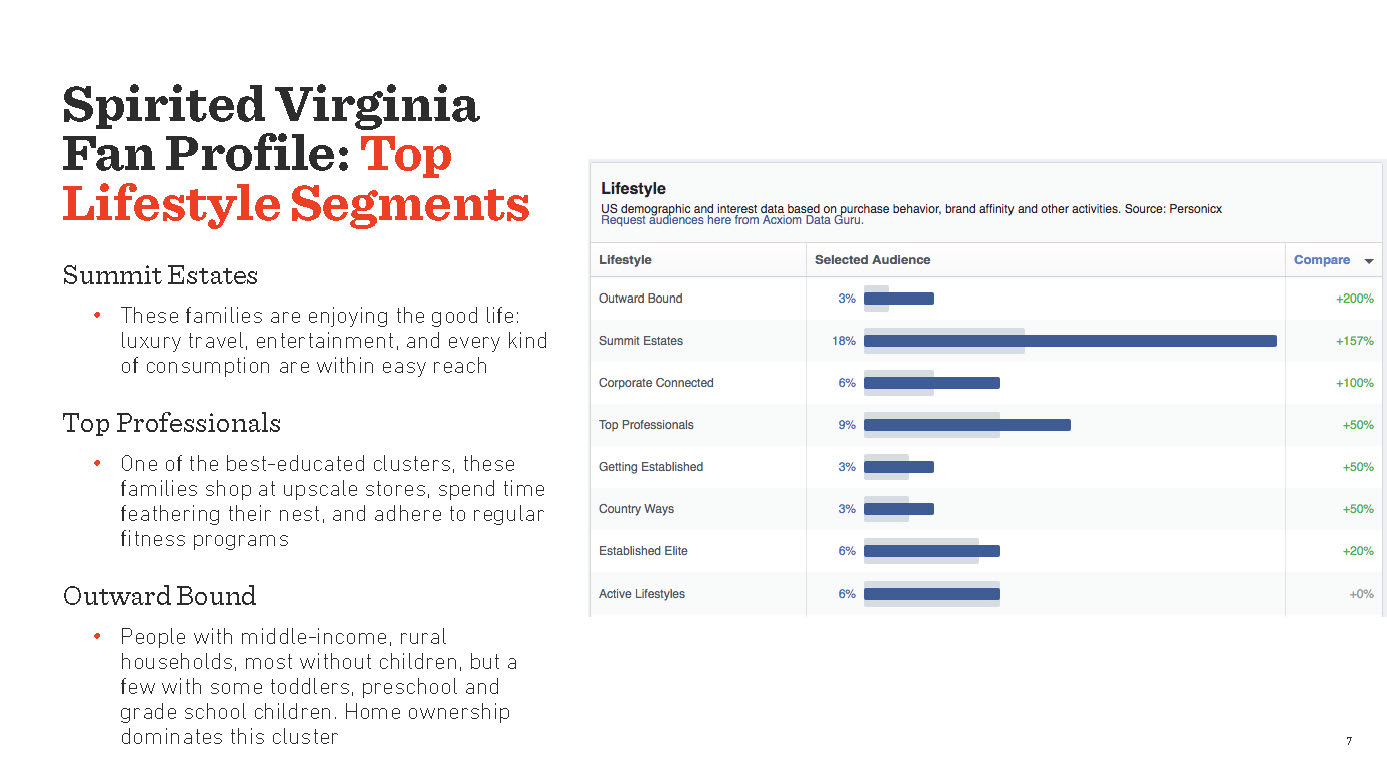 Spirited Virginia
Fan Profile: Top
Lifestyle Segments
Summit Estates
• These families are enjoying the good life:
luxury travel, entertainment, and every kind
of consumption are within easy reach
Top Professionals
• One of the best-educated clusters, these
families shop at upscale stores, spend time
feathering their nest, and adhere to regular
fitness programs
Outward Bound
• People with middle-income, rural
households, most without children, but a
few with some toddlers, preschool and
grade school children. Home ownership
dominates this cluster
Lifestyle
US demographic and interest data based on purchase behavior, brand affinity and other activities. Source: Personicx
Request audiences here from Acxiom Data Guru.
Lifestyle Selected Audience Compare
Outward Bound 3% +200%
Summit Estates 18% +157%
Corporate Connected 6% +100%
Top Professionals 9% +50%
Getting Established 3% +50%
Country Ways 3% +50%
Established Elite 6% +20%
Active Lifestyles 6% +0%
7